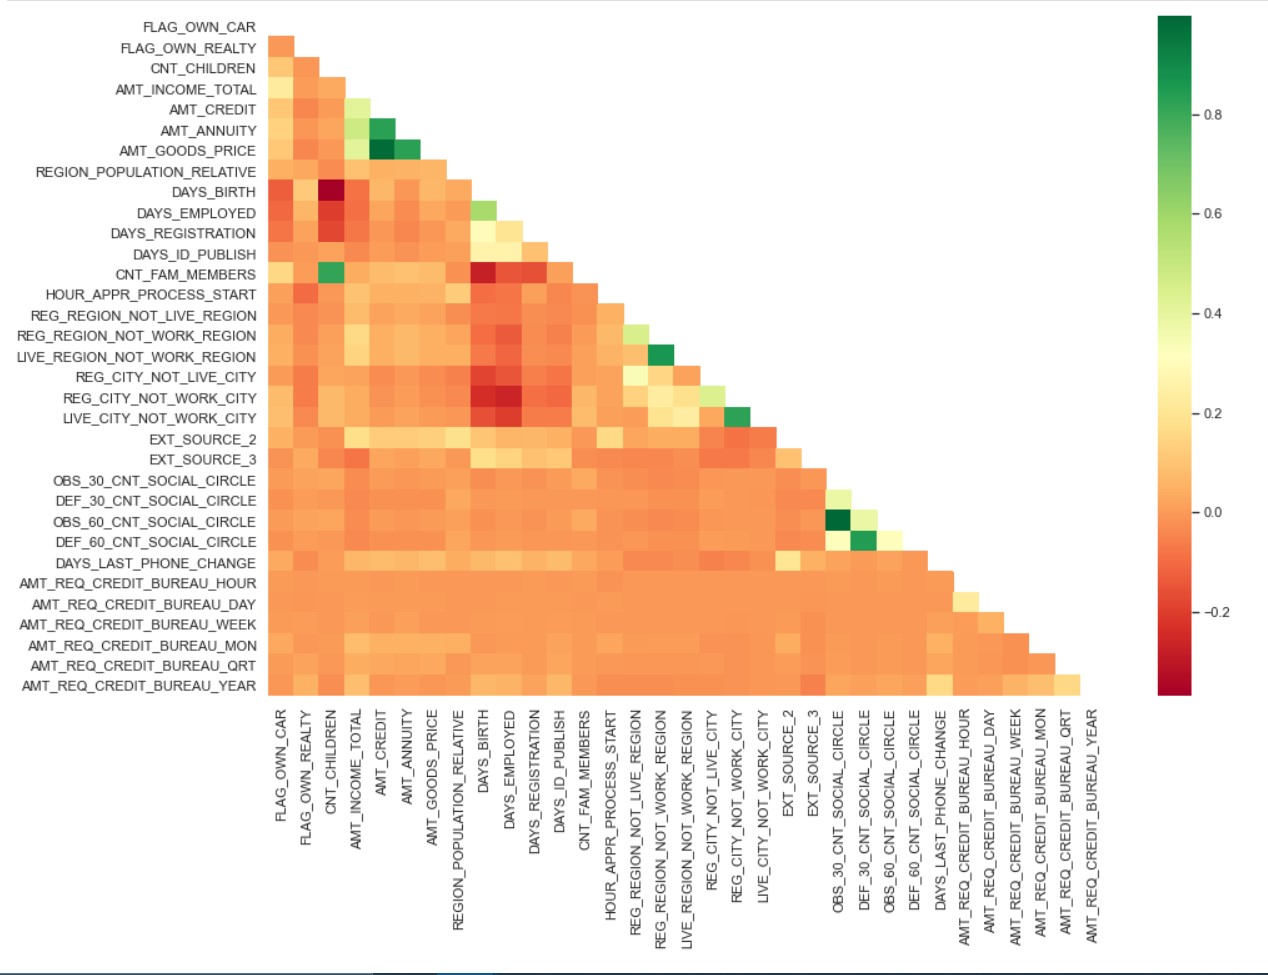 FLAG_OWN_CAR
FLAG_OWN_REALTY
CNT_CHILDREN
AMT_INCOME_TOTAL
AMT_CREDIT
AMT_ANNUITY
AMT_GOODS_PRICE
REGION_POPULATION_RELATIVE
DAYS_BIRTH
DAYS_EMPLOYED
DAYS_REGISTRATION
DAYS_ID_PUBLISH
CNT_FAM_MEMBERS
HOUR_APPR_PROCESS_START
REG_REGION_NOT_LIVE_REGION
REG_REGION_NOT_WORK_REGION
LIVE_REGION_NOT_WORK_REGION
REG_CITY_NOT_LIVE_CITY
REG_CITY_NOT_WORK_CITY
LIVE_CITY_NOT_WORK_CITY
EXT_SOURCE_2
EXT_SOURCE_3
OBS_30_CNT_SOCIAL_CIRCLE
DEF_30_CNT_SOCIAL_CIRCLE
OBS_60_CNT_SOCIAL_CIRCLE
DEF_60_CNT_SOCIAL_CIRCLE
DAYS_LAST_PHONE_CHANGE
AMT_REQ_CREDIT_BUREAU_HOUR
AMT_REQ_CREDIT_BUREAU_DAY
AMT_REQ_CREDIT_BUREAU_WEEK
AMT_REQ_CREDIT_BUREAU_MON
AMT_REQ_CREDIT_BUREAU_QRT
AMT_REQ_CREDIT_BUREAU_YEAR
FLAG_OWN_CAR
FLAG_OWN_REALTY
CNT_CHILDREN
AMT_INCOME_TOTAL
AMT_CREDIT
AMT_ANNUITY
AMT_GOODS_PRICE
REGION_POPULATION_RELATIVE
DAYS_BIRTH
DAYS_EMPLOYED
DAYS_REGISTRATION
DAYS_ID_PUBLISH
CNT_FAM_MEMBERS
HOUR_APPR_PROCESS_START
REG_REGION_NOT_LIVE_REGION
REG_REGION_NOT_WORK_REGION
LIVE_REGION_NOT_WORK_REGION
REG_CITY_NOT_LIVE_CITY
REG_CITY_NOT_WORK_CITY
LIVE_CITY_NOT_WORK_CITY
EXT_SOURCE_2
EXT_SOURCE_3
OBS_30_CNT_SOCIAL_CIRCLE
DEF_30_CNT_SOCIAL_CIRCLE
OBS_60_CNT_SOCIAL_CIRCLE
DEF_60_CNT_SOCIAL_CIRCLE
DAYS_LAST_PHONE_CHANGE
AMT_REQ_CREDIT_BUREAU_HOUR
AMT_REQ_CREDIT_BUREAU_DAY
AMT_REQ_CREDIT_BUREAU_WEEK
AMT_REQ_CREDIT_BUREAU_MON
AMT_REQ_CREDIT_BUREAU_QRT
AMT_REQ_CREDIT_BUREAU_YEAR
0.8
0.6
0.4
0.2
0.0
−0.2